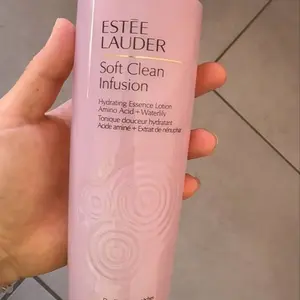 ESTĒE
LAUDER
Soft Clean
Infusion
Hydrating Essence Lotion
Amino Acid + Waterlily
Tonique douceur hydratant
Acide aminé + Extrait de nénuphar